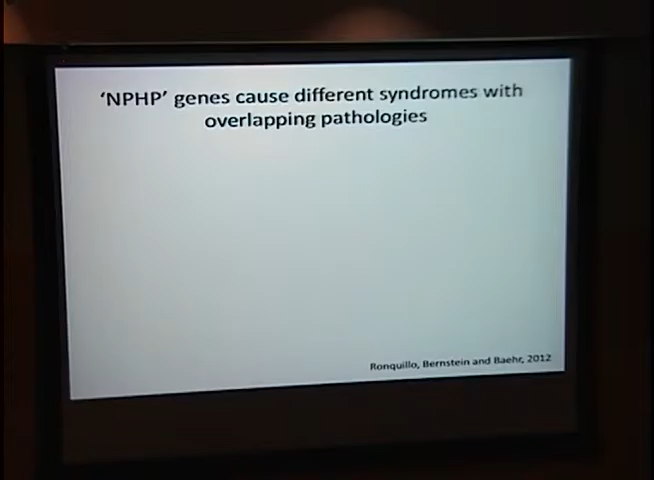 ‘NPHP’ genes cause different syndromes with
overlapping pathologies
Ronquillo, Bernstein and Baehr, 2012